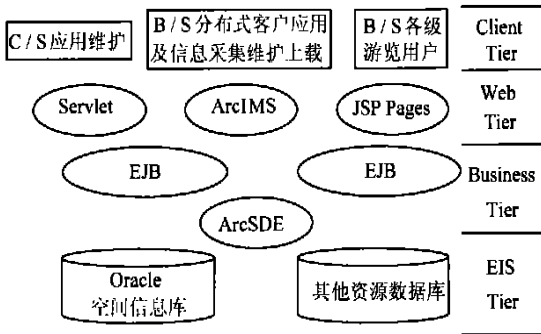 C / S应用维护
B / S分布式客户应用
及信息采集维护上载
B / S各级
游览用户
Client
Tier
Servlet
ArcIMS
JSP Pages
Web
Tier
EJB
EJB
Business
Tier
ArcSDE
Oracle
空间信息库
其他资源数据库
EIS
Tier